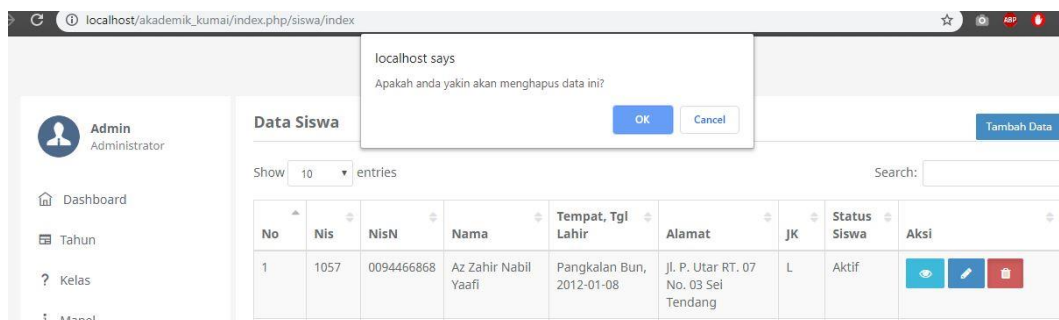 localhost/akademik_kumai/index.php/siswa/index
ABP
localhost says
Apakah anda yakin akan menghapus data ini?
OK Cancel
Admin
Administrator
Data Siswa
Tambah Data
Show 10 entries
Search:
Dashboard
Tahun
? Kelas
Mapel
No Nis NisN Nama Tempat, Tgl Lahir Alamat JK Status Siswa Aksi
1 1057 0094466868 Az Zahir Nabil Pangkalan Bun, Jl. P. Utar RT. 07 L Aktif
Yaafi 2012-01-08 No. 03 Sei
Tendang